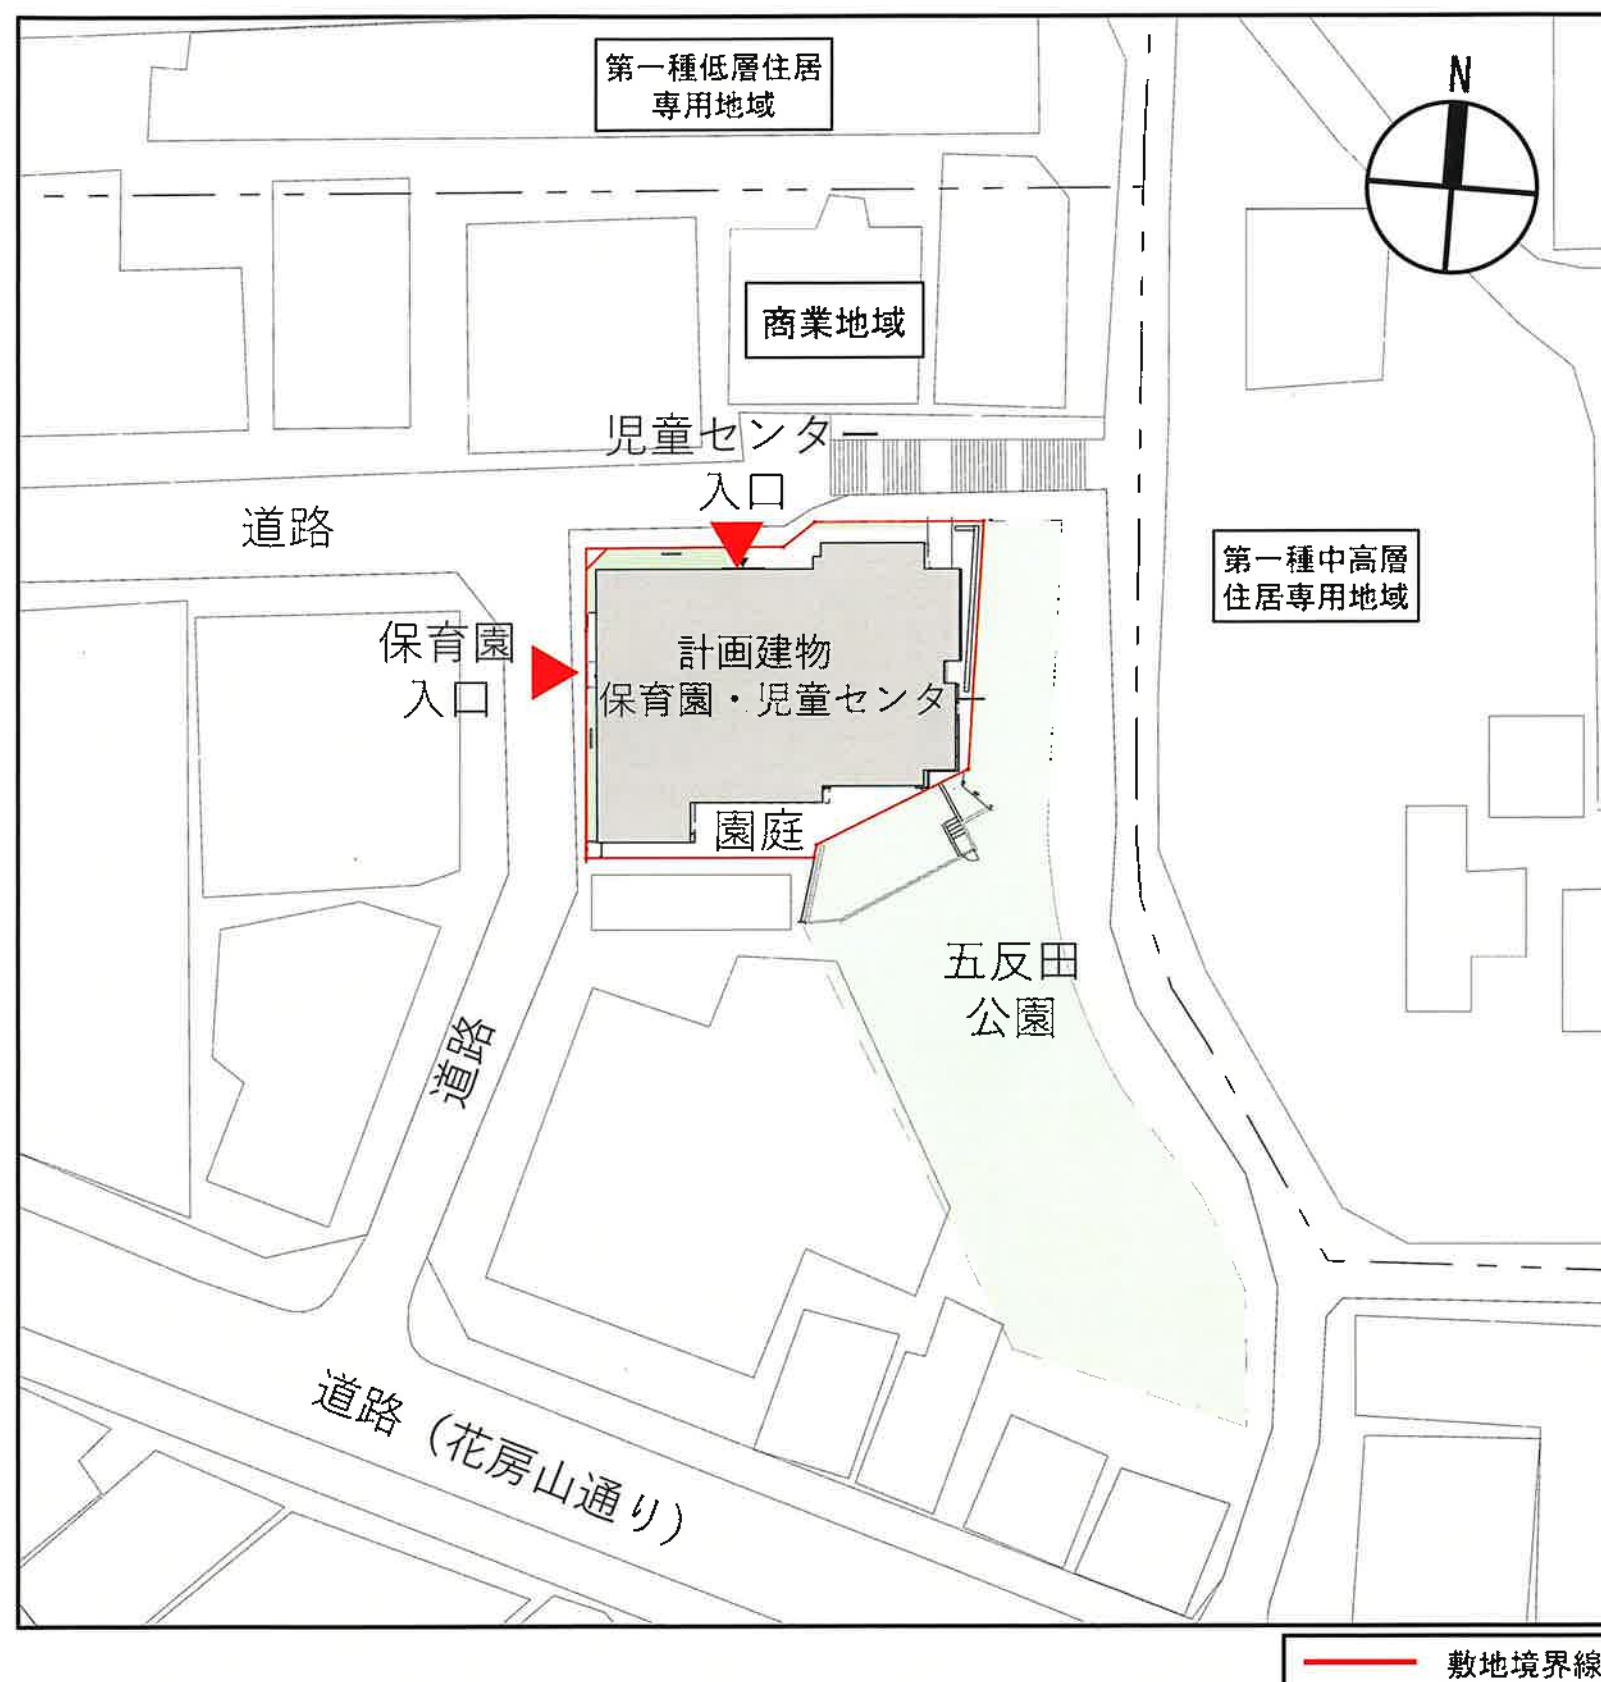 第一種低層住居
専用地域
N
商業地域
児童センター
入口
道路
第一種中高層
住居専用地域
保育園
入口
計画建物
保育園・児童センタ
園庭
五反田
公園
道路
道路（花房山通り）
敷地境界線